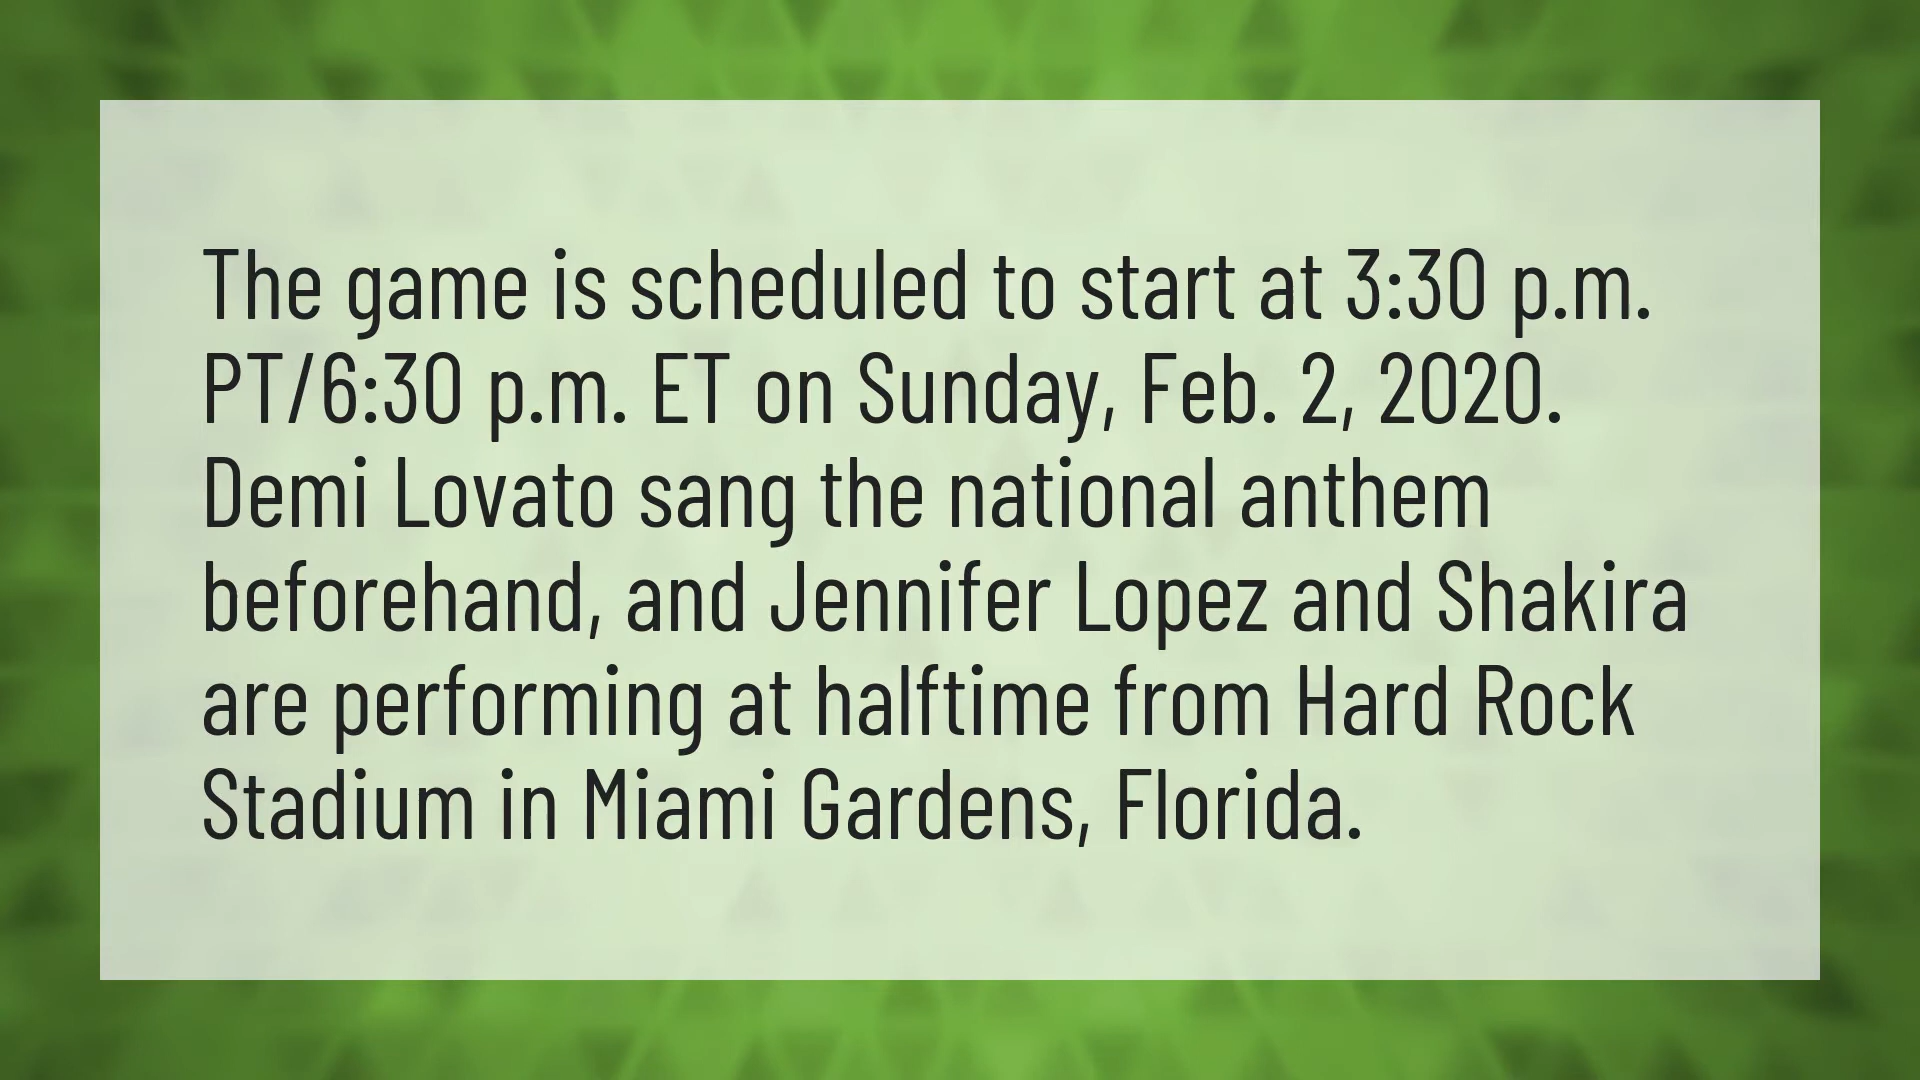 The game is scheduled to start at 3:30 p.m.
PT/6:30 p.m. ET on Sunday, Feb. 2, 2020.
Demi Lovato sang the national anthem
beforehand, and Jennifer Lopez and Shakira
are performing at halftime from Hard Rock
Stadium in Miami Gardens, Florida.